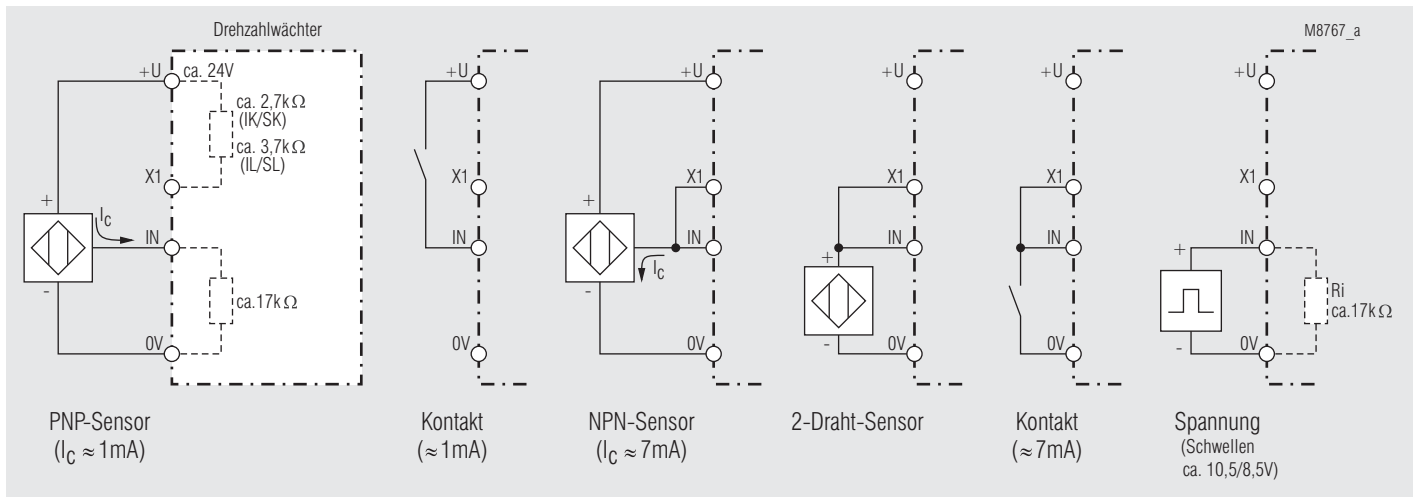 Drehzahlwächter
M8767_a
+U
ca. 24V
ca. 2,7kΩ
(IK/SK)
ca. 3,7kΩ
(IL/SL)
X1
+
IC
IN
-
ca.17kΩ
0V
PNP-Sensor
(IC ≈ 1mA)
+U
X1
IN
0V
Kontakt
(≈ 1mA)
+U
X1
+
IN
IC
-
0V
NPN-Sensor
(IC ≈ 7mA)
+U
X1
IN
+
-
0V
2-Draht-Sensor
+U
X1
IN
0V
Kontakt
(≈ 7mA)
+U
X1
IN
+
Ri
ca.17kΩ
-
0V
Spannung
(Schwellen
ca. 10,5/8,5V)